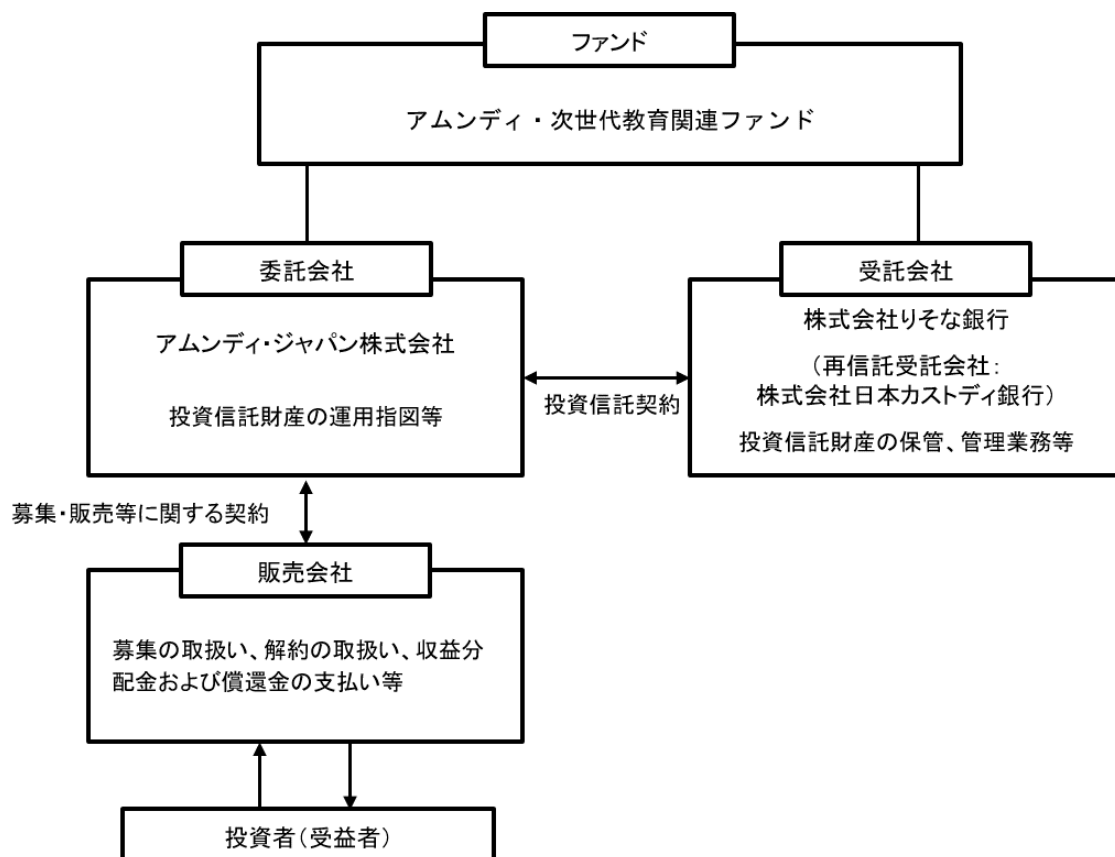 ファンド
アムンディ・次世代教育関連ファンド
委託会社
アムンディ・ジャパン株式会社
投資信託財産の運用指図等
投資信託契約
受託会社
株式会社りそな銀行
（再信託受託会社：
株式会社日本カストディ銀行）
投資信託財産の保管、管理業務等
募集・販売等に関する契約
販売会社
募集の取扱い、解約の取扱い、収益分
配金および償還金の支払い等
投資者（受益者）